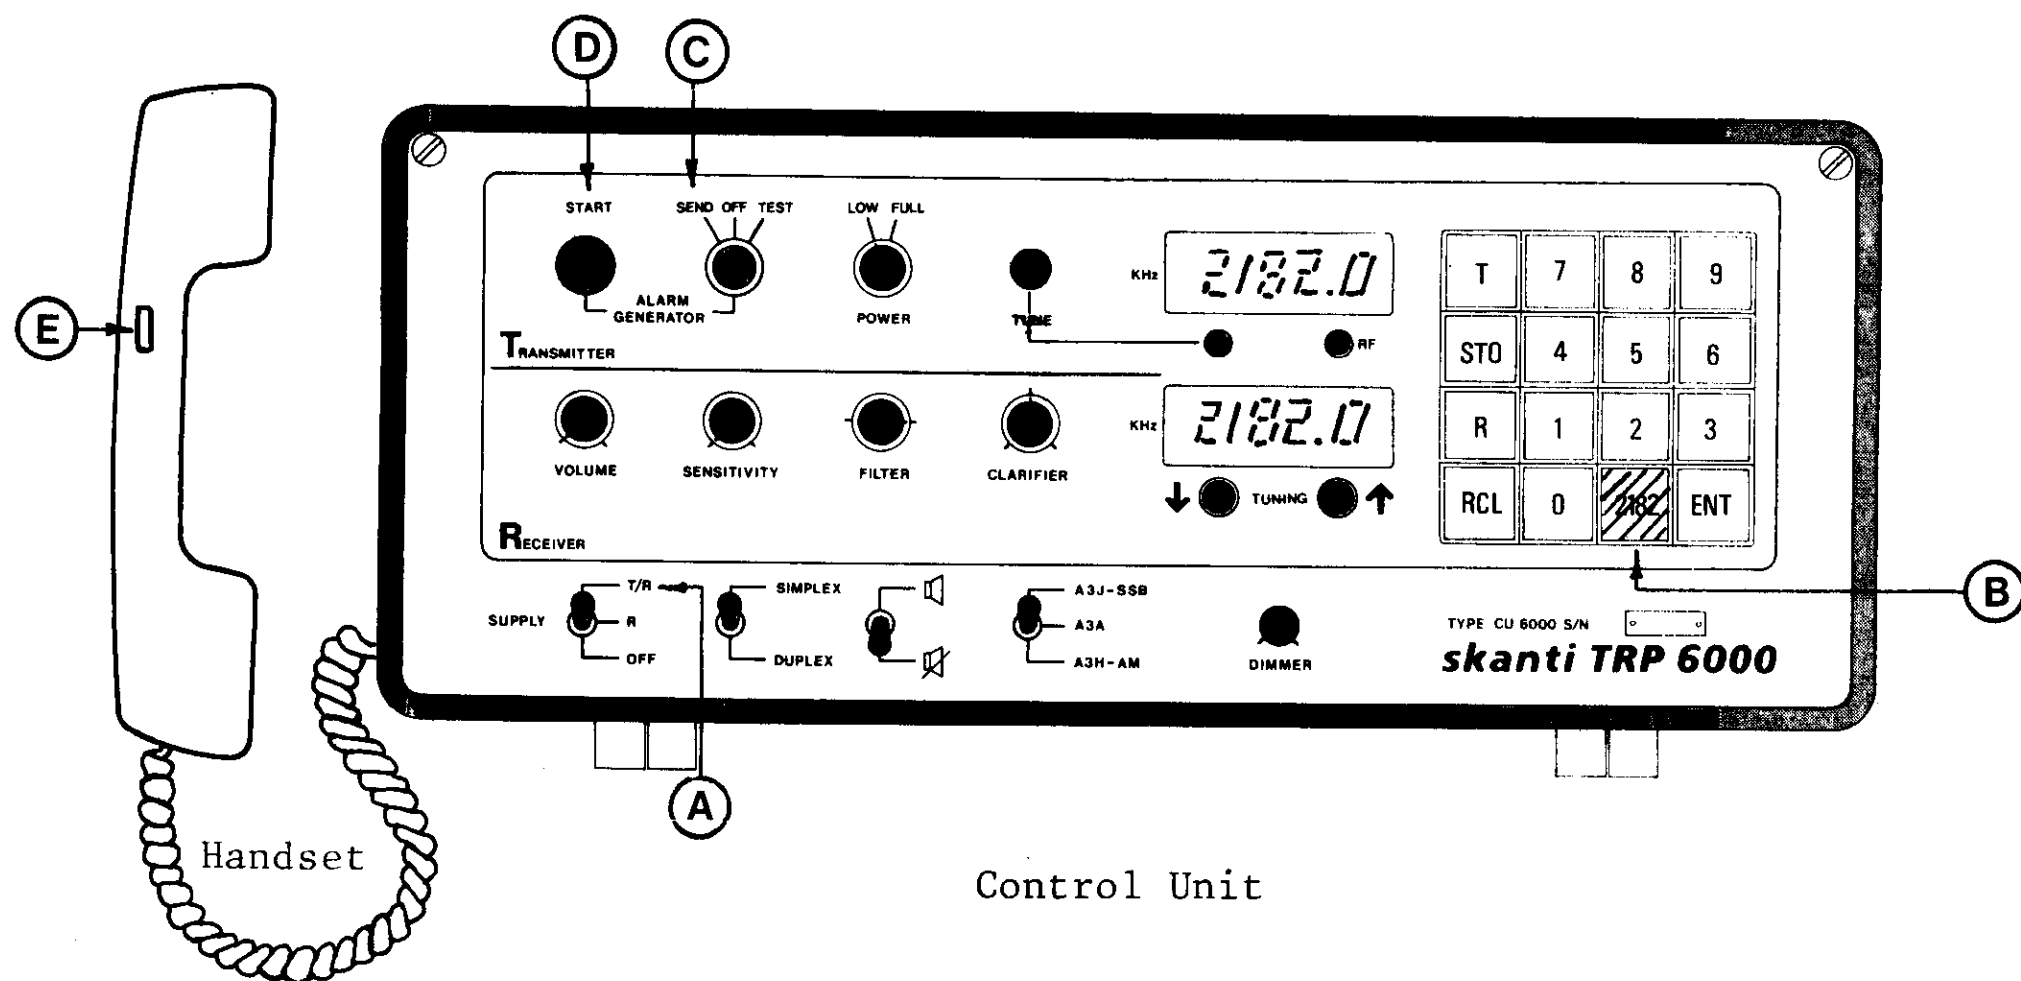 D C
START
SEND OFF TEST
LOW FULL
ALARM
GENERATOR
POWER
TUNE
KHz 2182.0
RF
TRANSMITTER
T 7 8 9
STO 4 5 6
R 1 2 3
RCL 0 2182 ENT
E
VOLUME
SENSITIVITY
FILTER
CLARIFIER
KHz 2182.0
TUNING
RECEIVER
SUPPLY
T/R
R
OFF
SIMPLEX
DUPLEX
A3J-SSB
A3A
A3H-AM
DIMMER
TYPE CU 6000 S/N
skanti TRP 6000
B
A
Handset
Control Unit